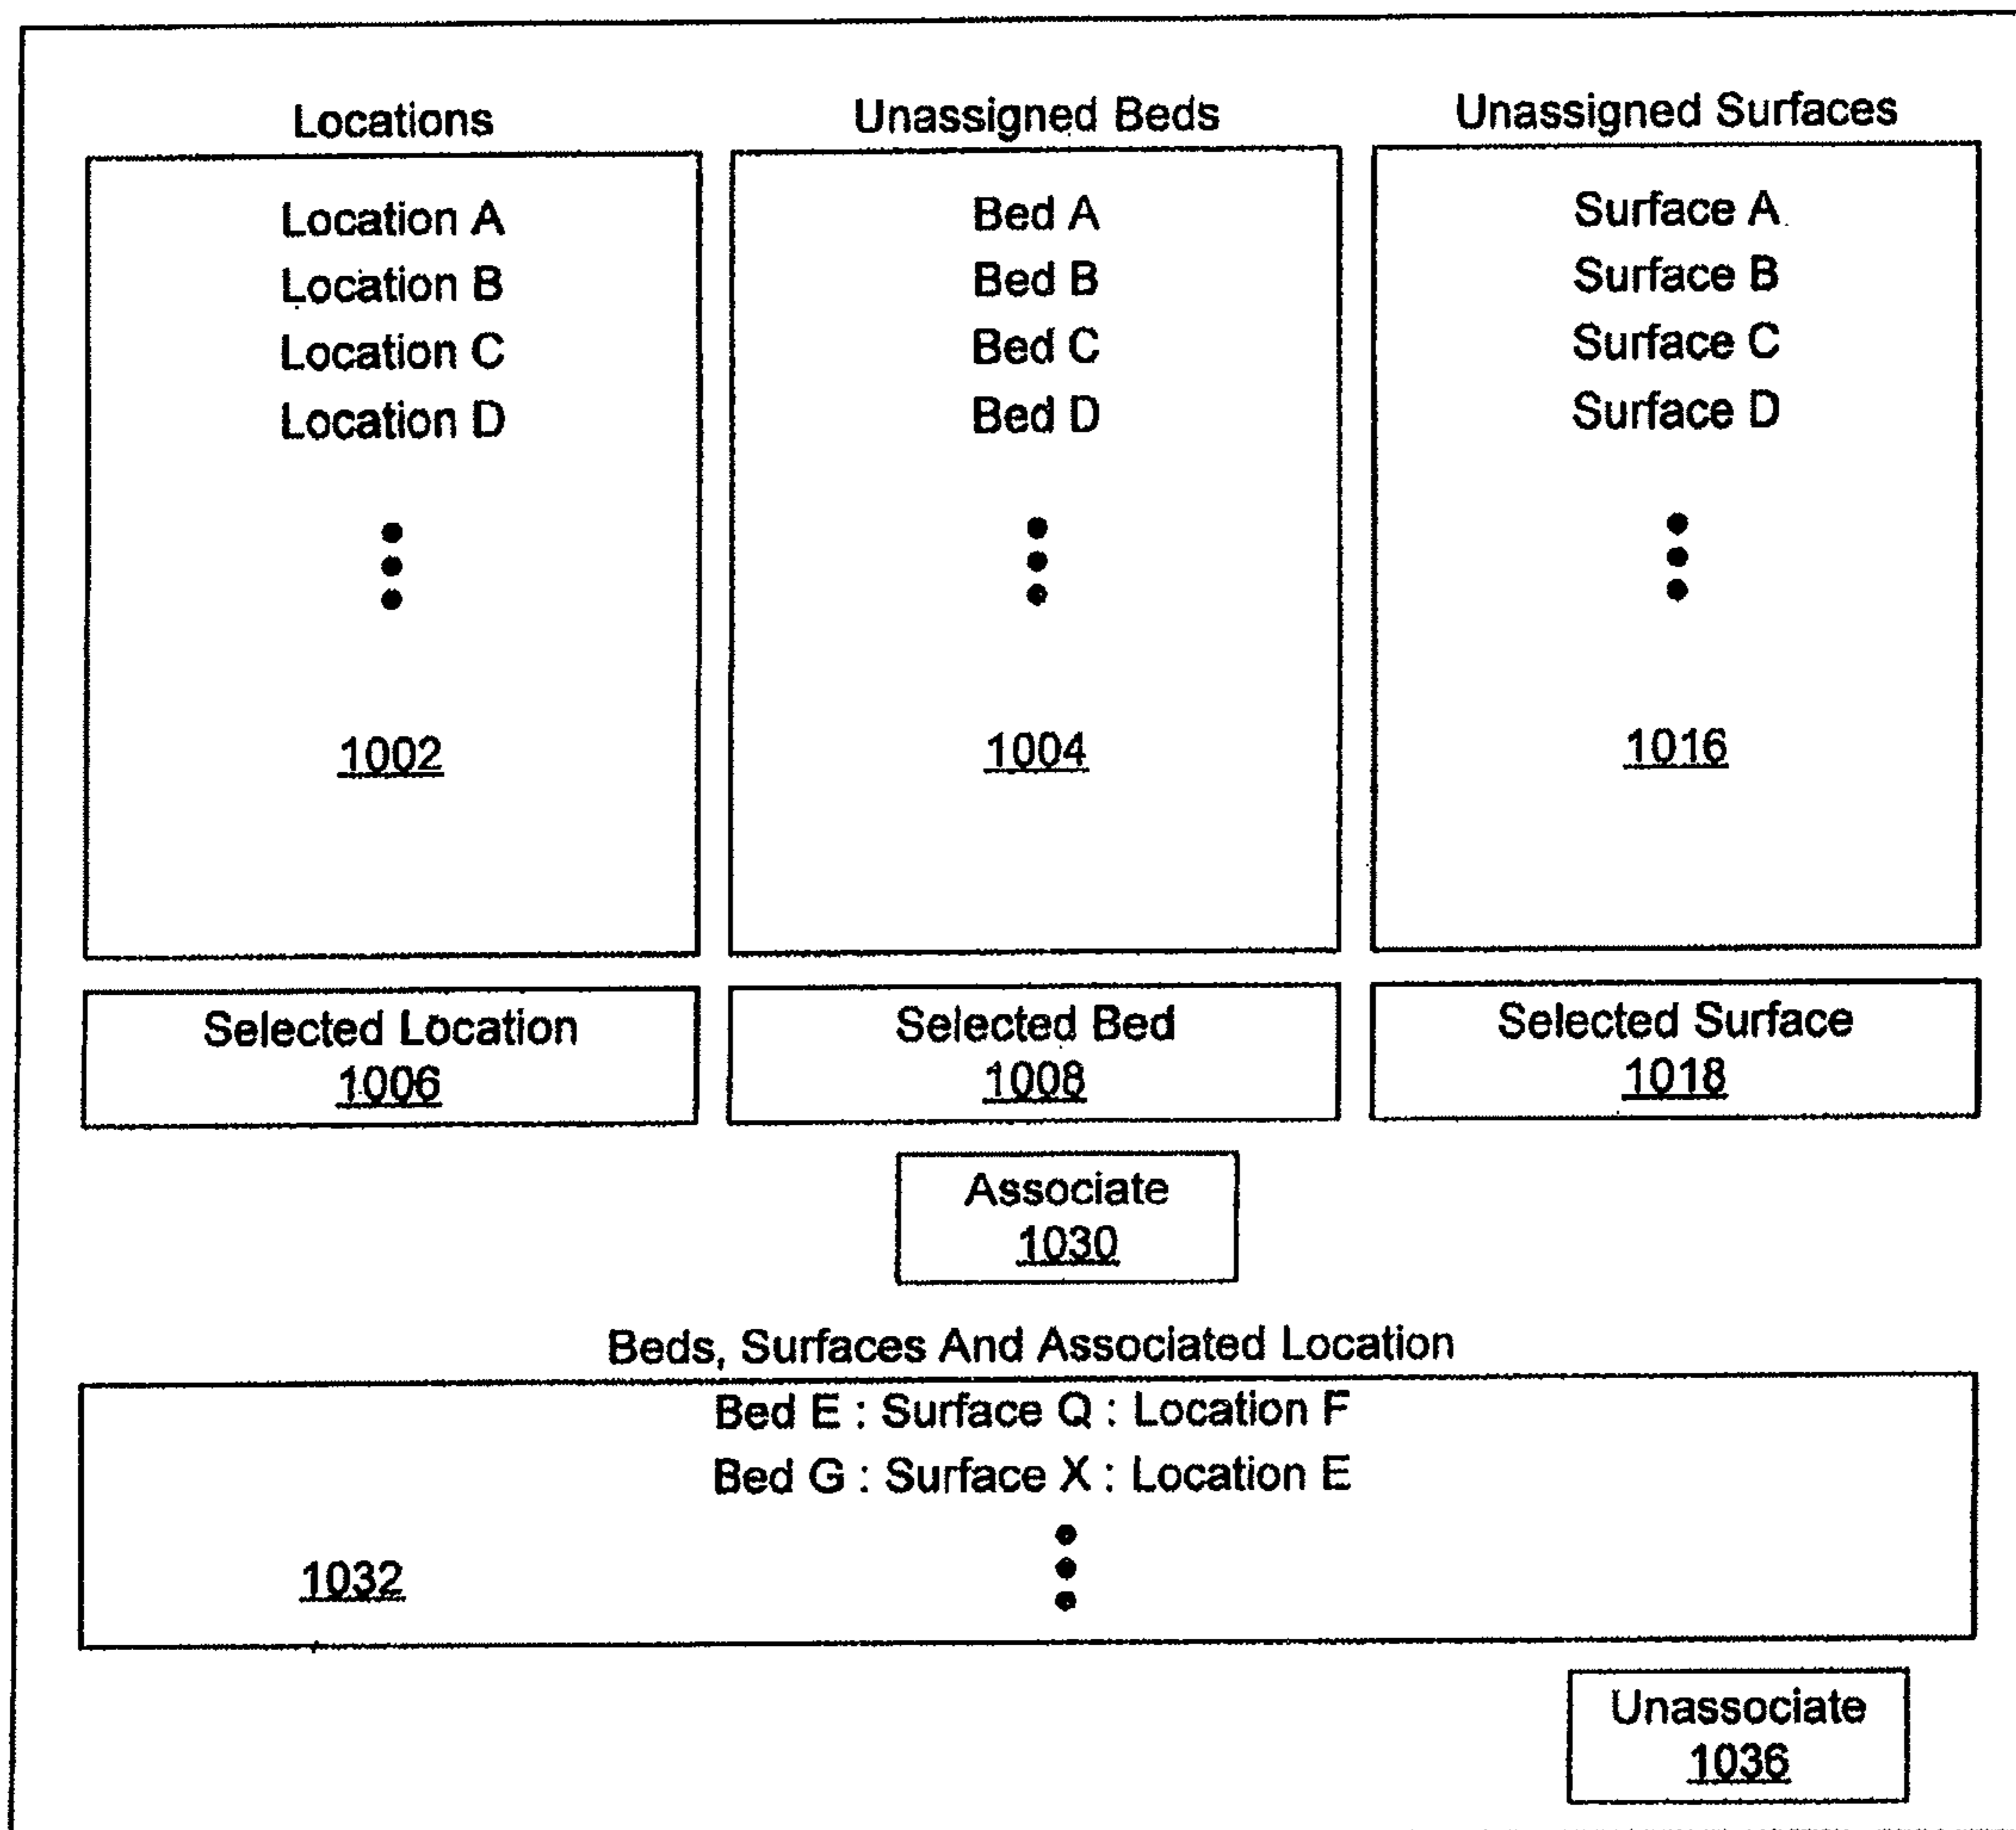 Locations
Unassigned Beds
Unassigned Surfaces
Location A
Location B
Location C
Location D
1002
Bed A
Bed B
Bed C
Bed D
1004
Surface A
Surface B
Surface C
Surface D
1016
Selected Location
1006
Selected Bed
1008
Selected Surface
1018
Associate
1030
Beds, Surfaces And Associated Location
Bed E : Surface Q : Location F
Bed G : Surface X : Location E
1032
Unassociate
1036